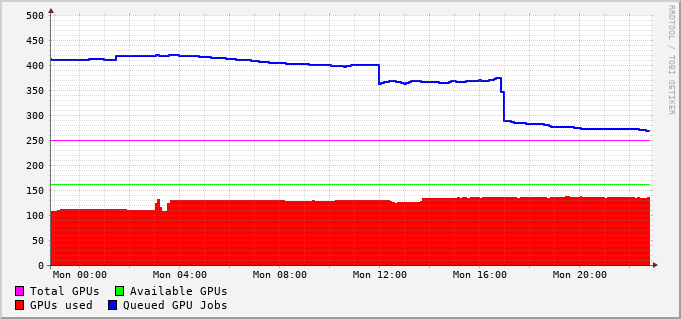 500
450
400
350
300
250
200
150
100
50
0
Mon 00:00 Mon 04:00 Mon 08:00 Mon 12:00 Mon 16:00 Mon 20:00
Total GPUs Available GPUs
GPUs used Queued GPU Jobs
RRDTOOL / TOBI OETIKER